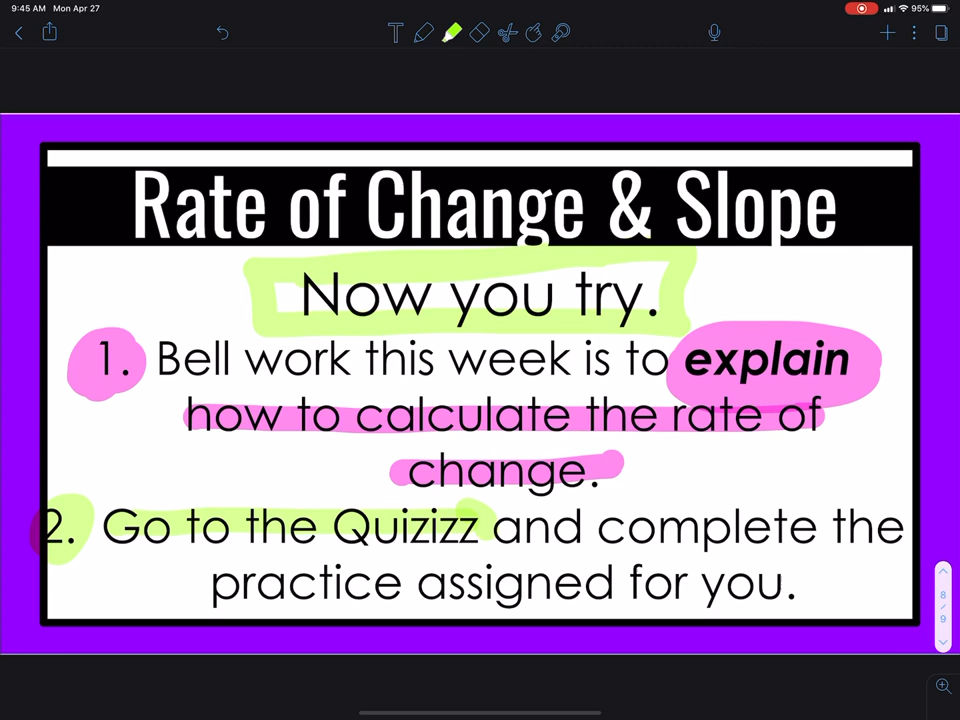 9:45 AM Mon Apr 27
95%
Rate of Change & Slope
Now you try.
1. Bell work this week is to explain
how to calculate the rate of
change.
2. Go to the Quizizz and complete the
practice assigned for you.
8
/
9